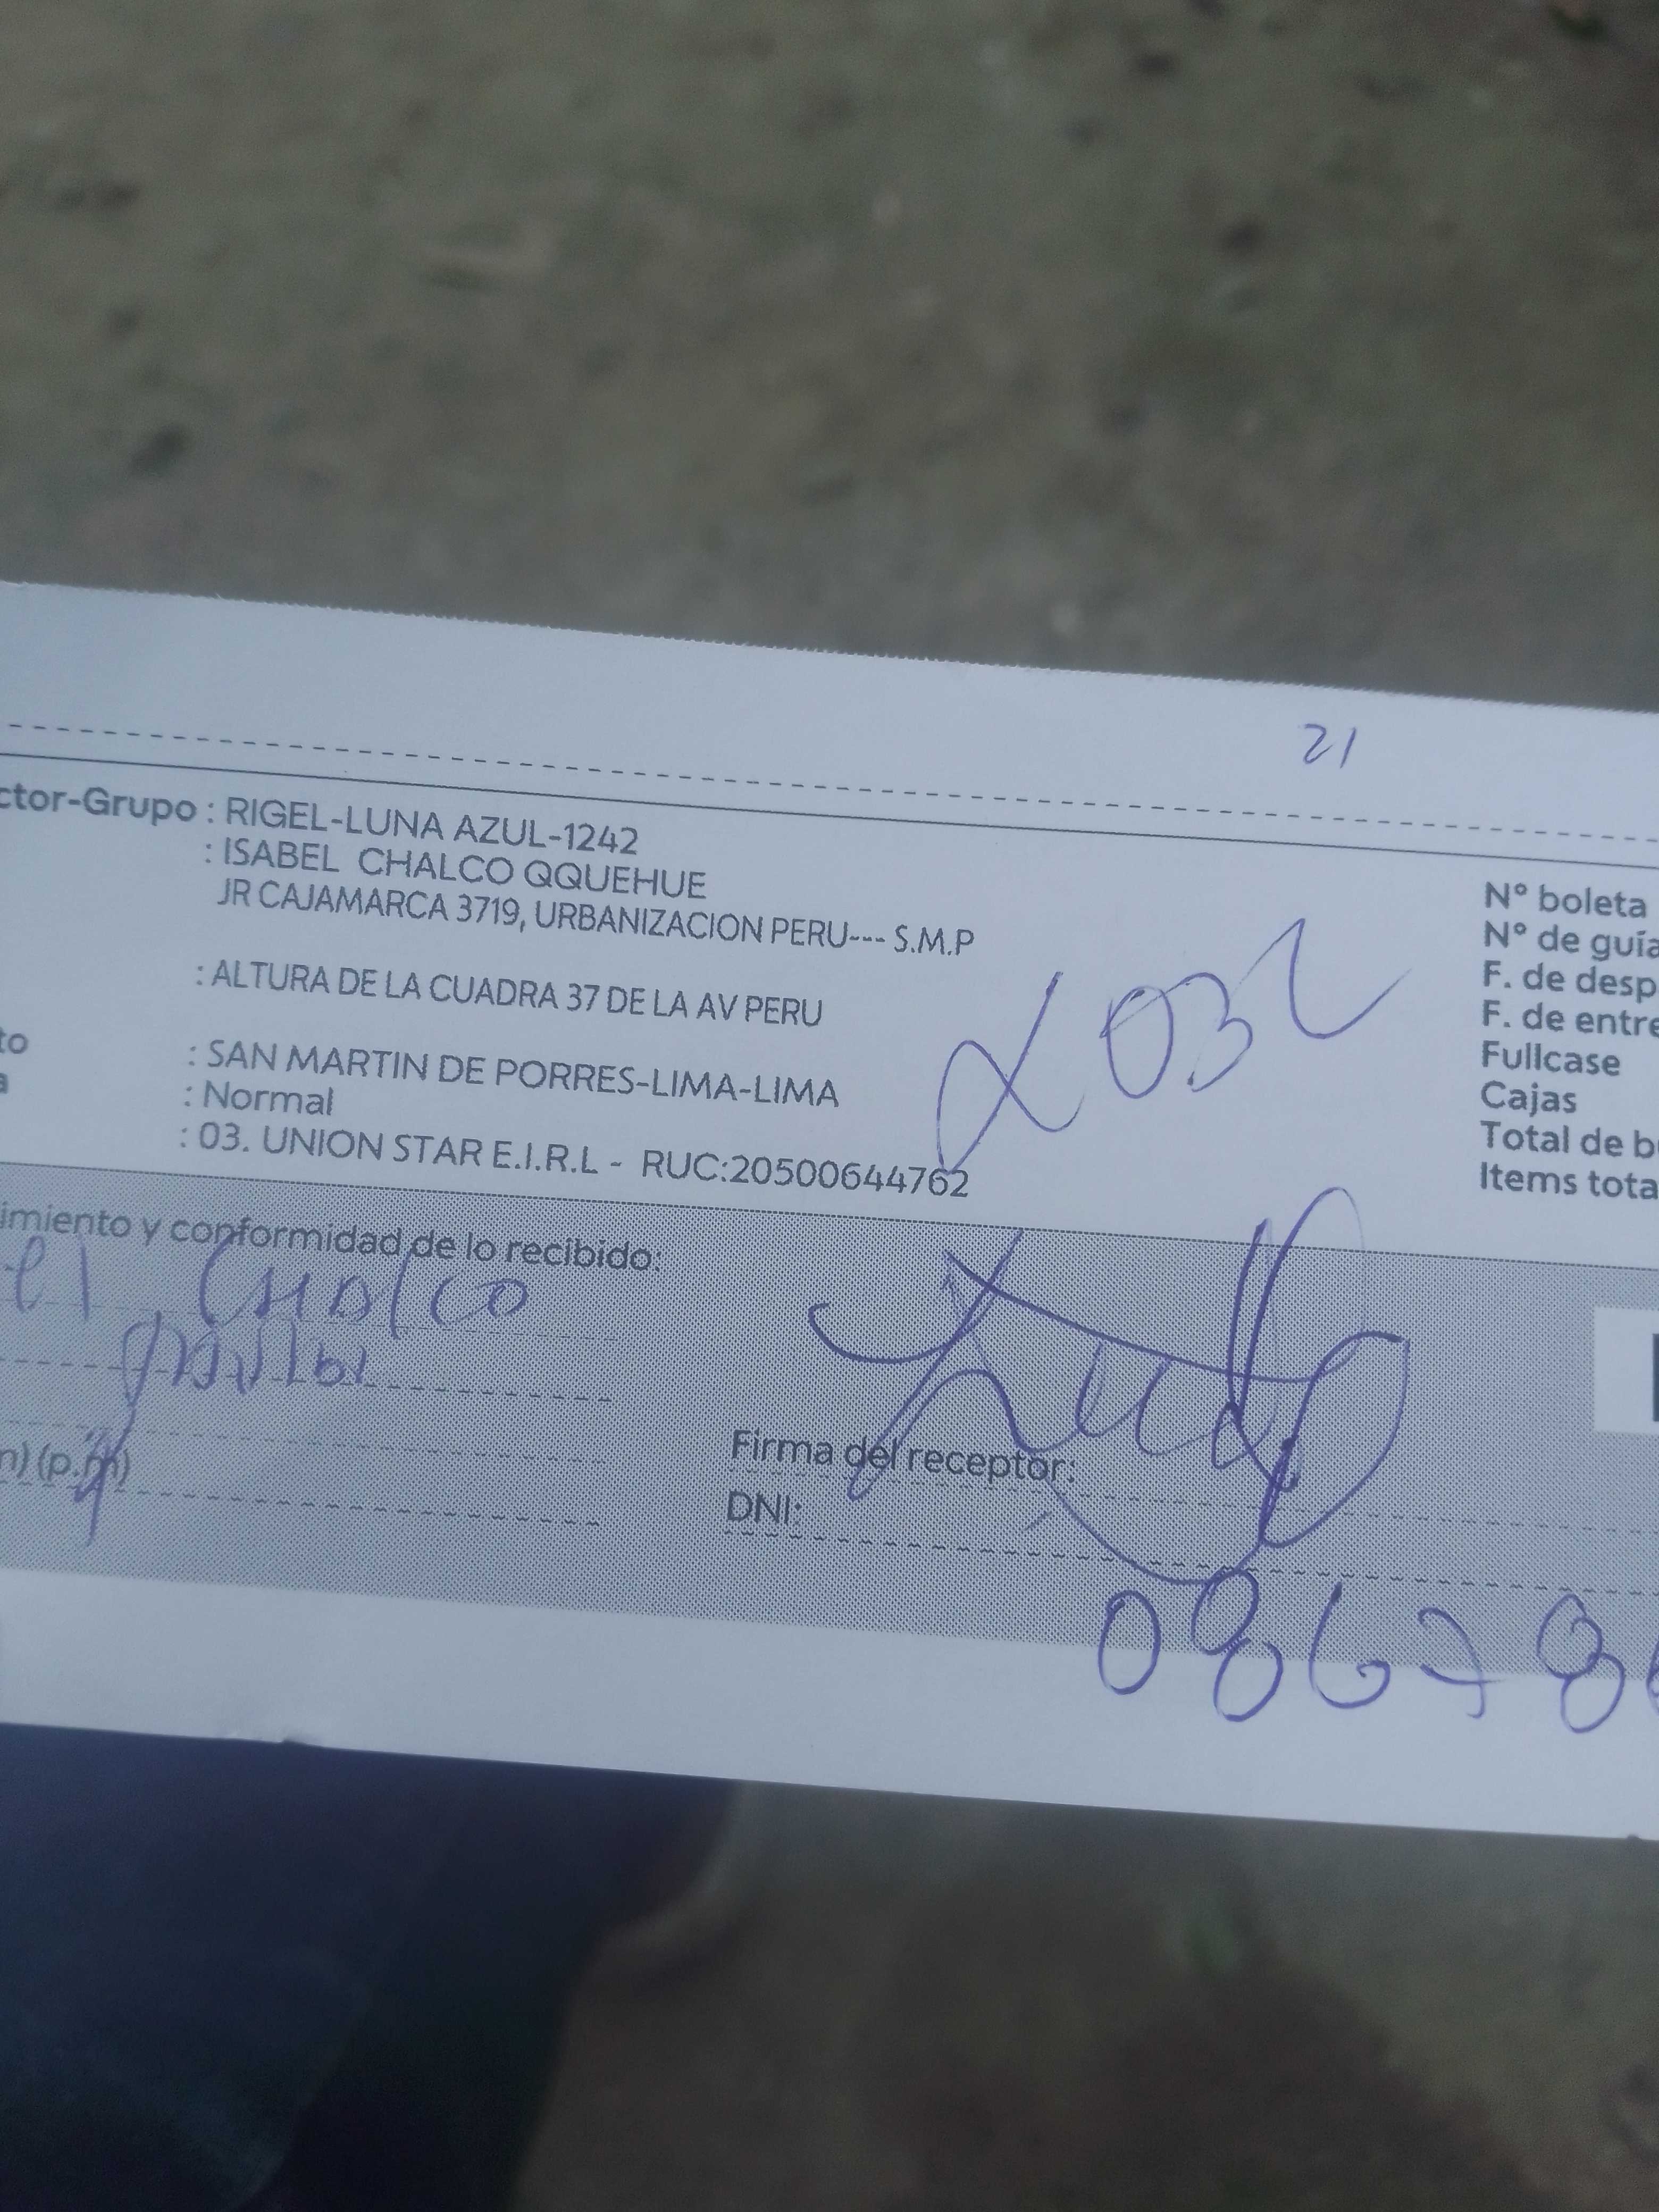 21
ctor-Grupo : RIGEL-LUNA AZUL-1242
: ISABEL CHALCO QQUEHUE
JR CAJAMARCA 3719, URBANIZACION PERU--- S.M.P
: ALTURA DE LA CUADRA 37 DE LA AV PERU
to : SAN MARTIN DE PORRES-LIMA-LIMA
a : Normal
: 03. UNION STAR E.I.R.L - RUC:20500644762
N° boleta
N° de guía
F. de desp
F. de entre
Fullcase
Cajas
Total de b
Items tota
imiento y conformidad de lo recibido:
el Chalco
m) (p.m)
Firma del receptor:
DNI:
08678